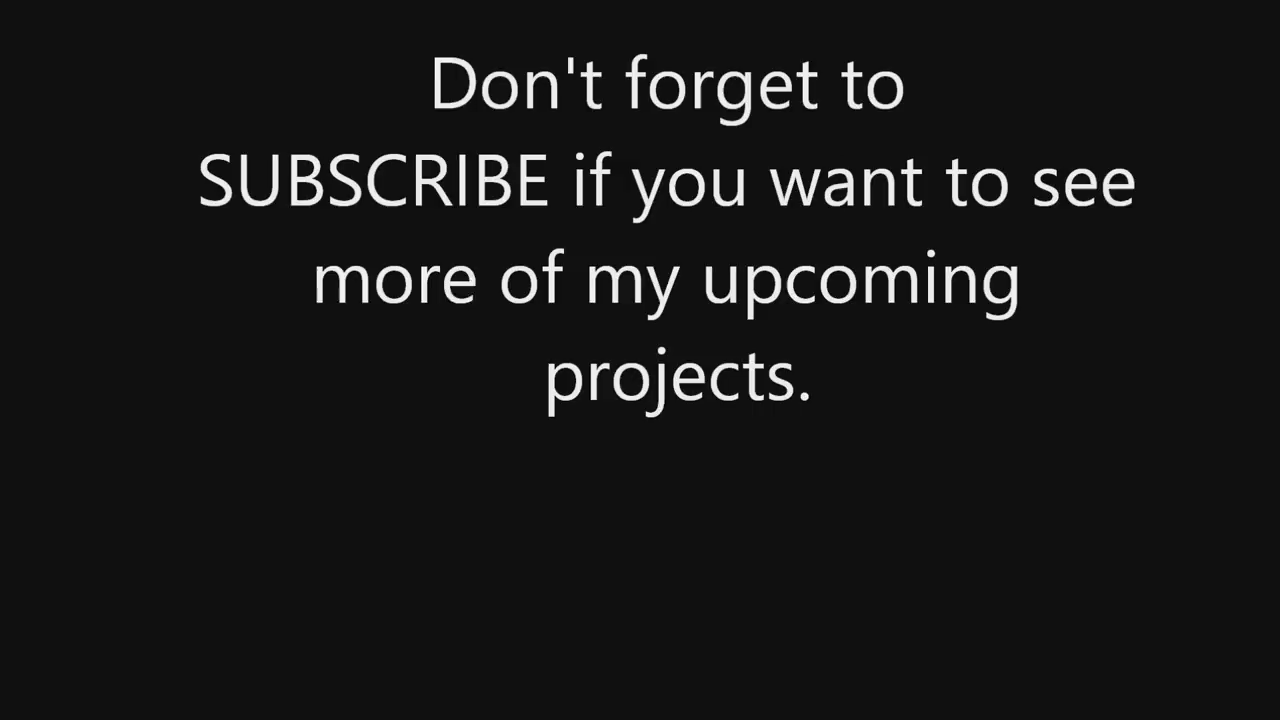 Don't forget to
SUBSCRIBE if you want to see
more of my upcoming
projects.